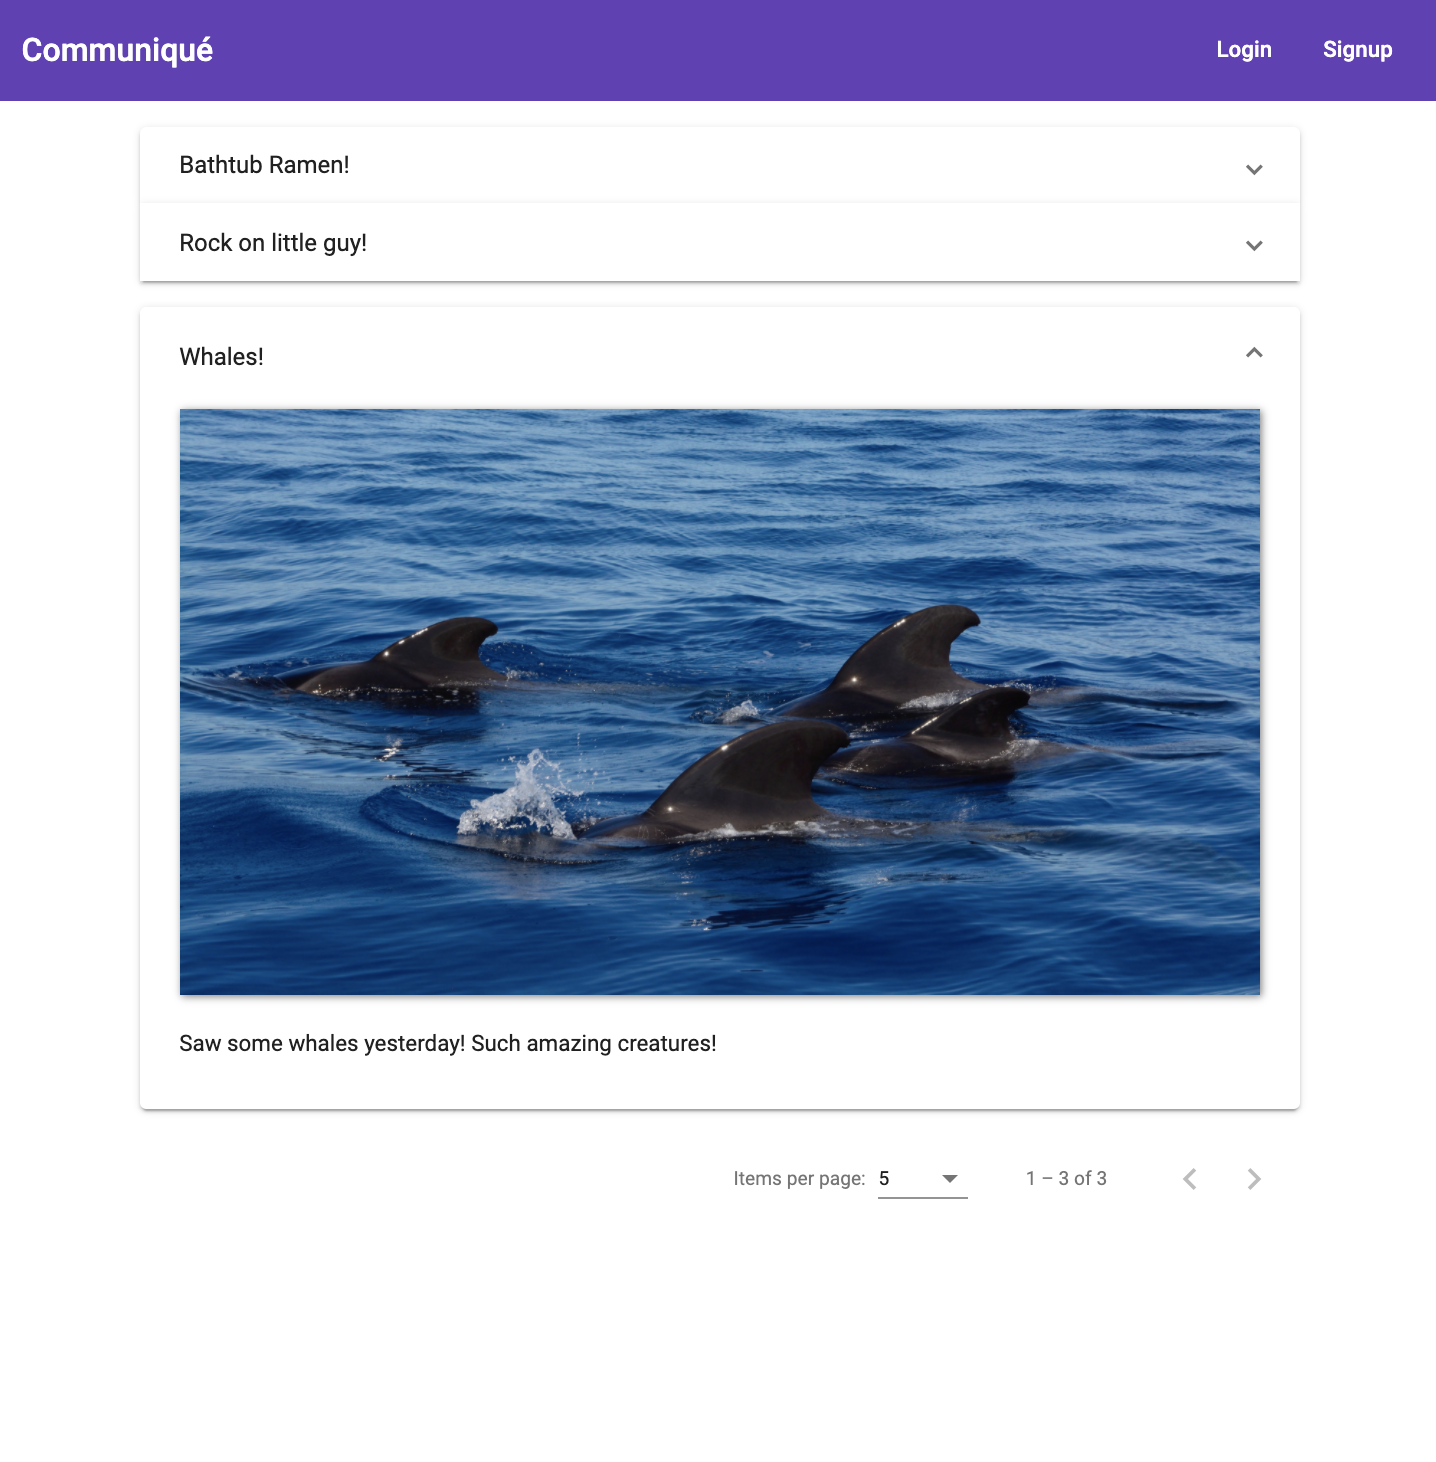 Communiqué Login Signup
Bathtub Ramen!
Rock on little guy!
Whales!
Saw some whales yesterday! Such amazing creatures!
Items per page: 5 1 – 3 of 3